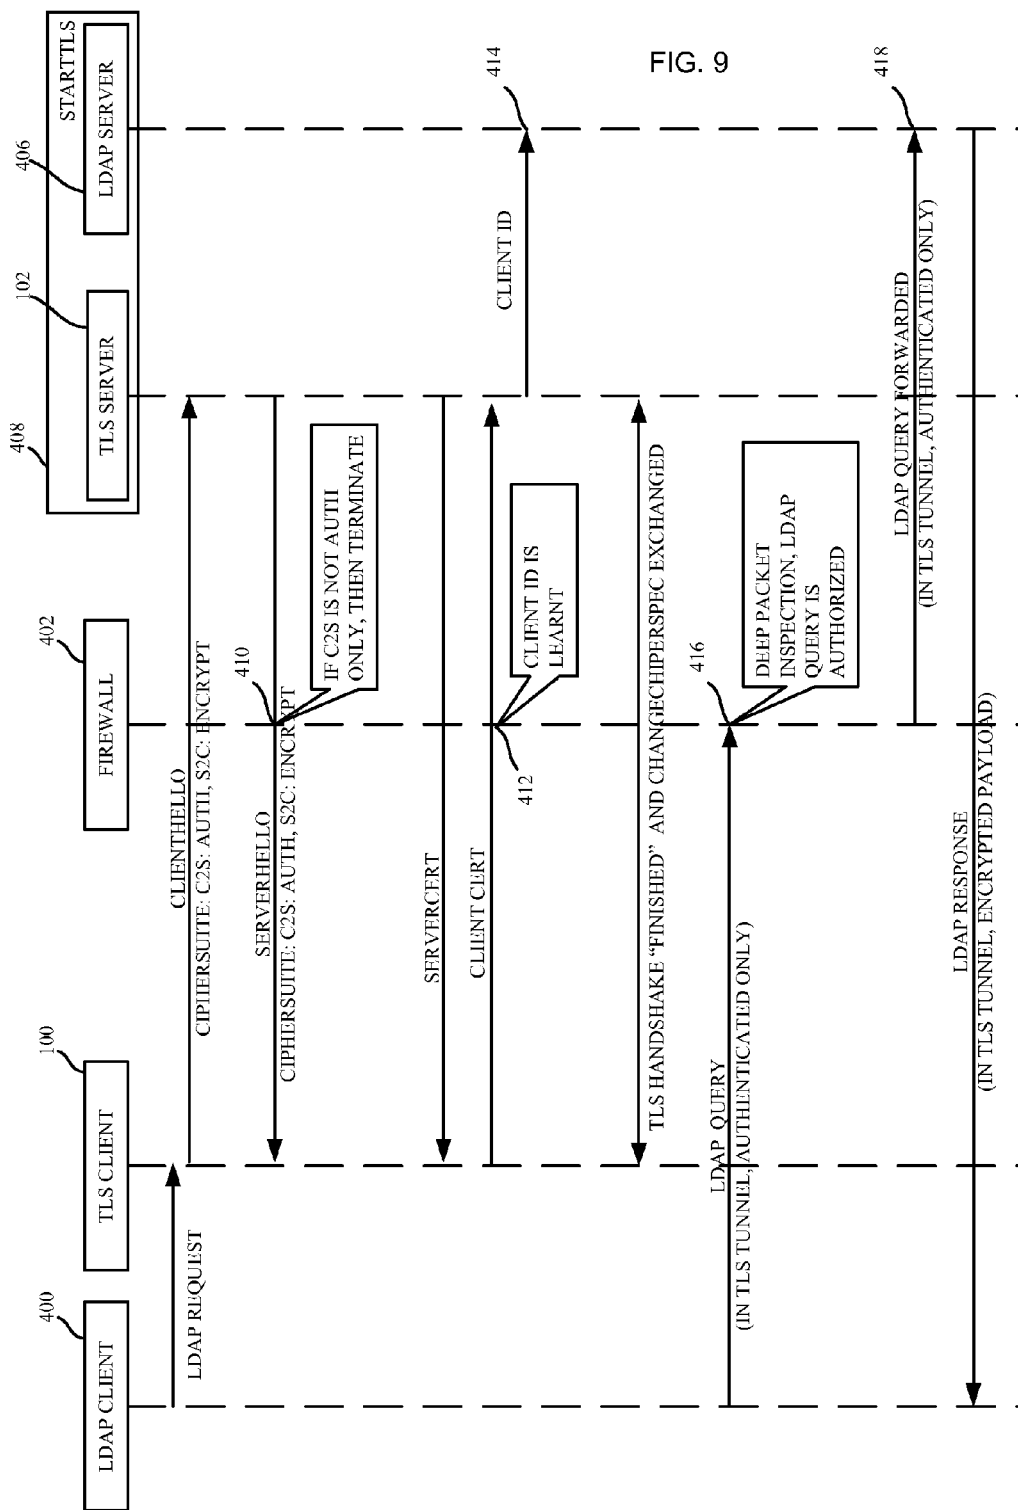 LDAP CLIENT
400
TLS CLIENT
100
FIREWALL
402
408
TLS SERVER
102
LDAP SERVER
406
STARTTLS
LDAP REQUEST
CLIENTHELLO
CIPHERSUITE: C2S: AUTH, S2C: ENCRYPT
SERVERHELLO
CIPHERSUITE: C2S: AUTH, S2C: ENCRYPT
410
IF C2S IS NOT AUTH
ONLY, THEN TERMINATE
SERVERCERT
CLIENT CERT
412
CLIENT ID IS
LEARNT
CLIENT ID
414
TLS HANDSHAKE “FINISHED” AND CHANGECHIPERSPEC EXCHANGED
LDAP QUERY
(IN TLS TUNNEL, AUTHENTICATED ONLY)
416
DEEP PACKET
INSPECTION, LDAP
QUERY IS
AUTHORIZED
LDAP QUERY FORWARDED
(IN TLS TUNNEL, AUTHENTICATED ONLY)
418
LDAP RESPONSE
(IN TLS TUNNEL, ENCRYPTED PAYLOAD)
FIG. 9